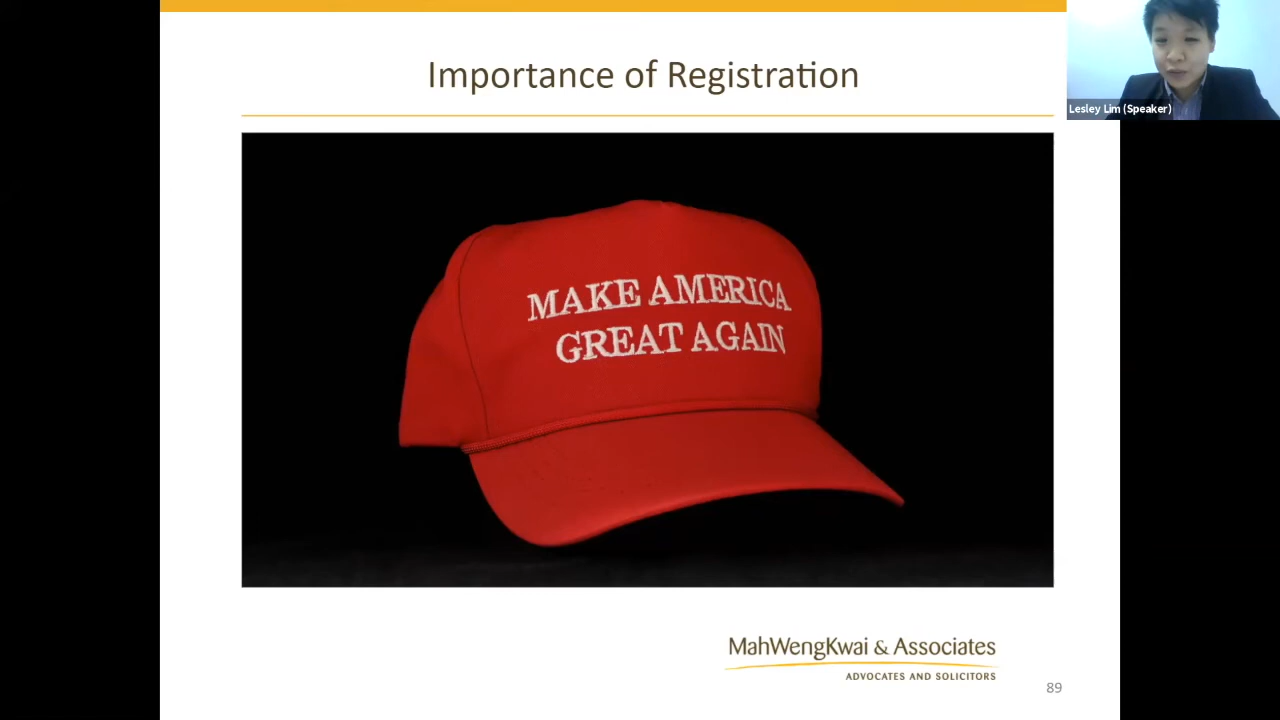 Importance of Registration
Lesley Lim (Speaker)
MAKE AMERICA
GREAT AGAIN
MahWengKwai & Associates
ADVOCATES AND SOLICITORS
89